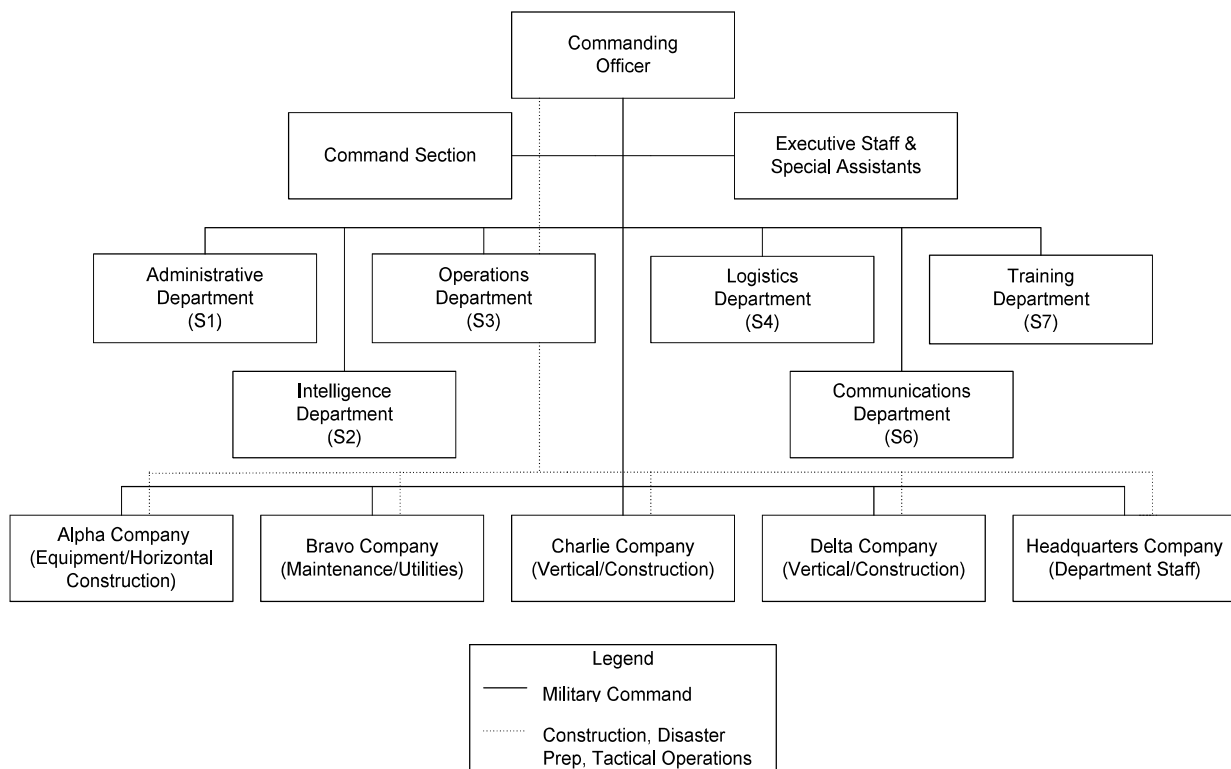 Commanding
Officer
Command Section
Executive Staff &
Special Assistants
Administrative
Department
(S1)
Operations
Department
(S3)
Logistics
Department
(S4)
Training
Department
(S7)
Intelligence
Department
(S2)
Communications
Department
(S6)
Alpha Company
(Equipment/Horizontal
Construction)
Bravo Company
(Maintenance/Utilities)
Charlie Company
(Vertical/Construction)
Delta Company
(Vertical/Construction)
Headquarters Company
(Department Staff)
Legend
Military Command
Construction, Disaster
Prep, Tactical Operations